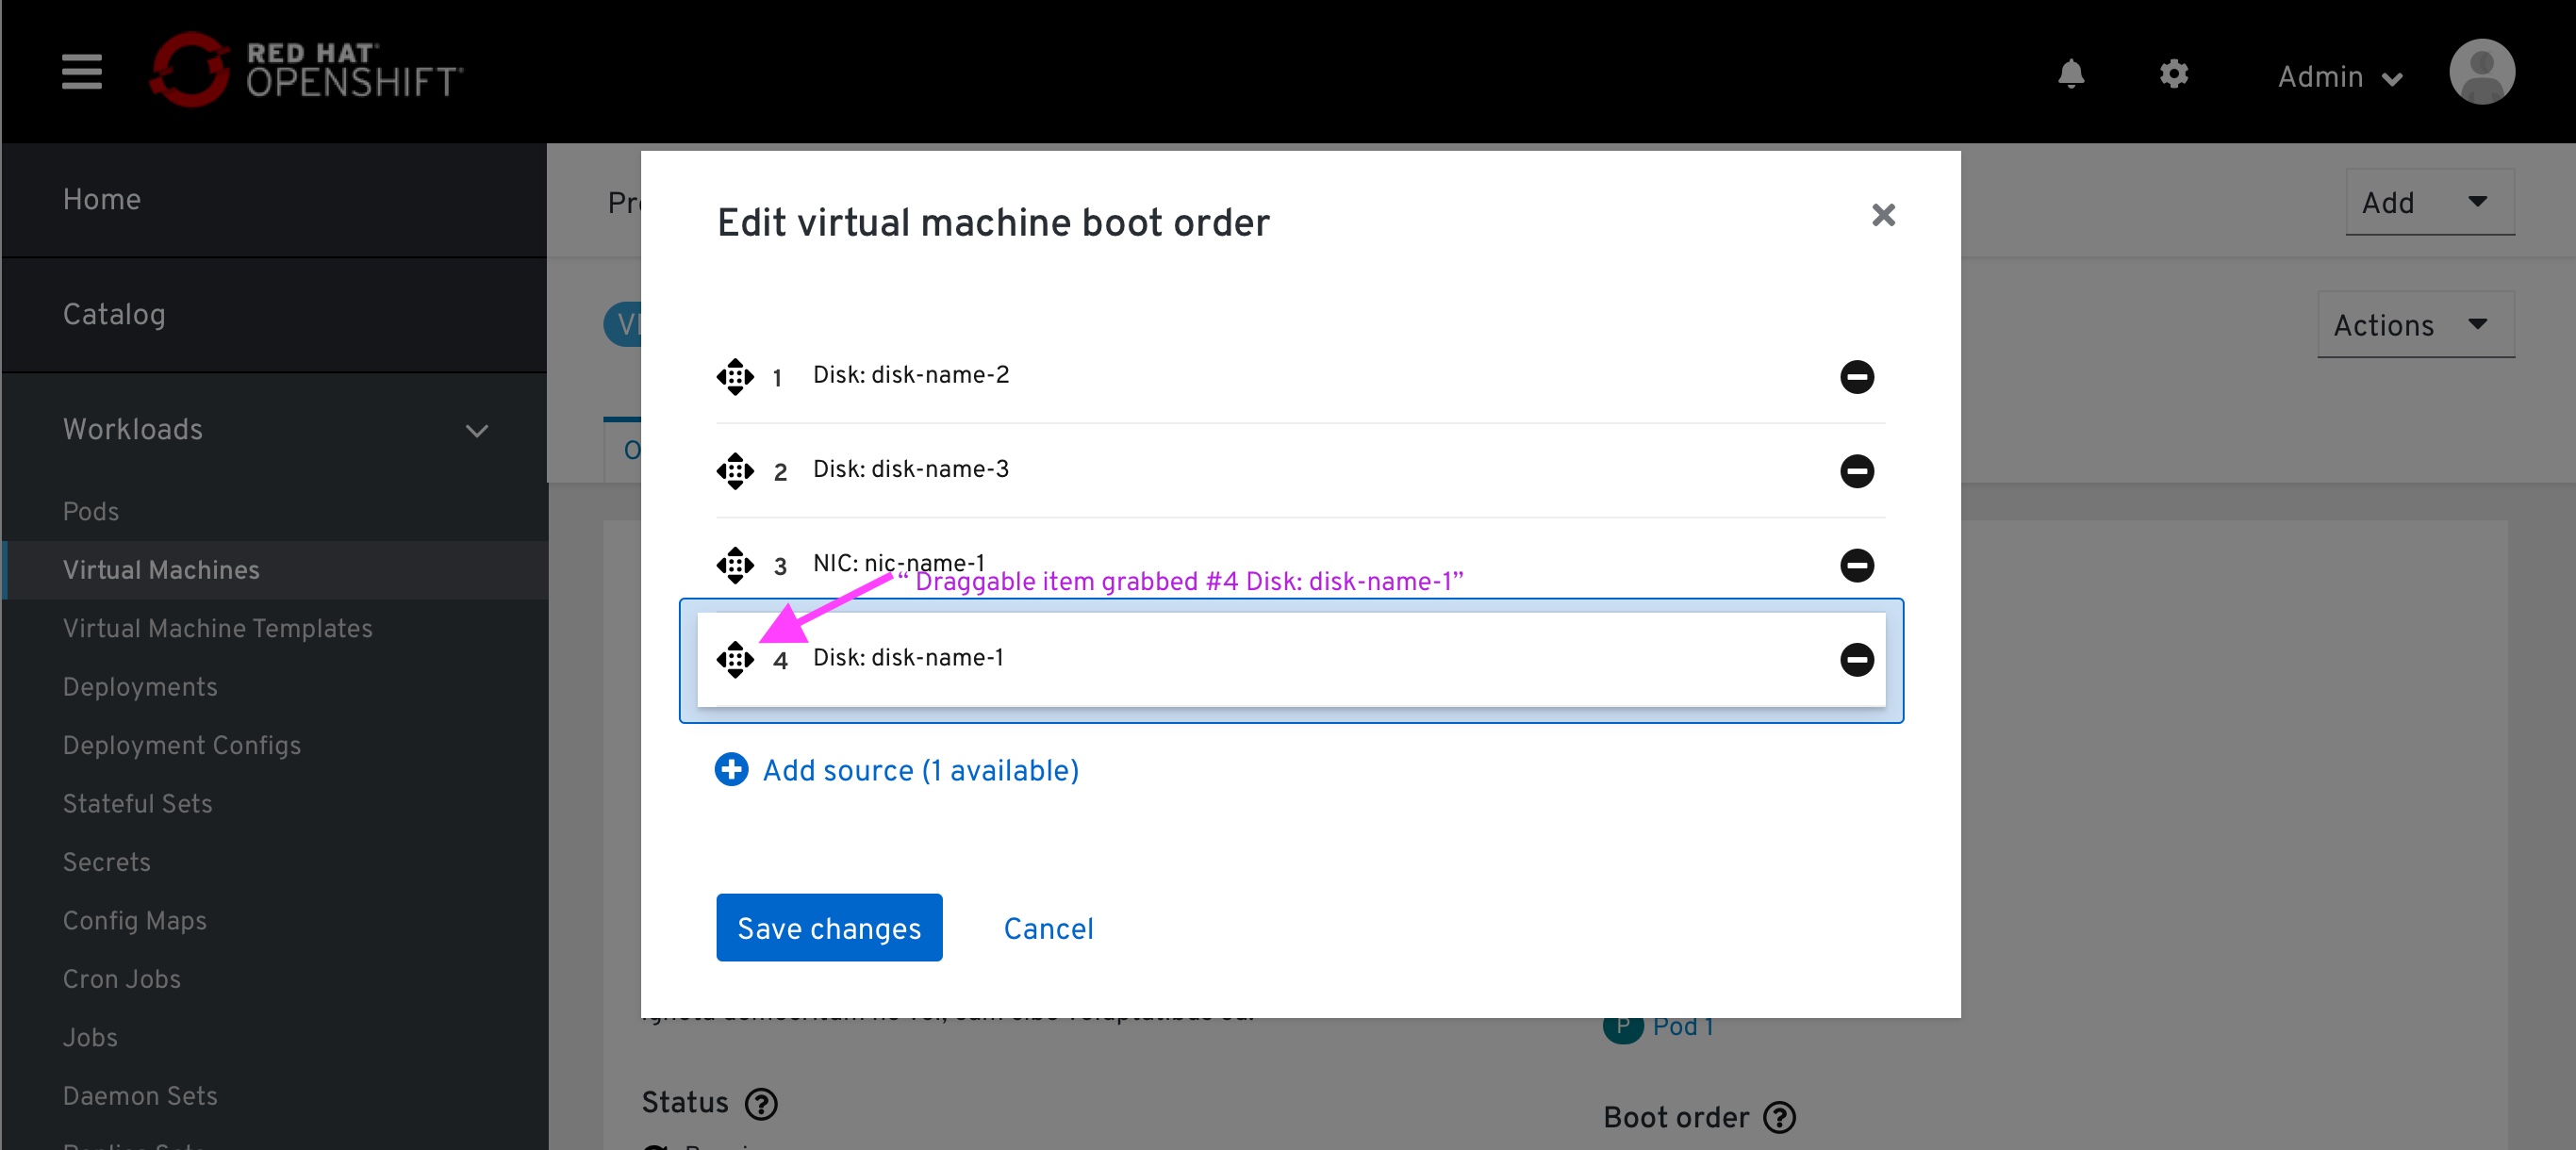 RED HAT®
OPENSHIFT®
Admin
Home
Catalog
Workloads
Pods
Virtual Machines
Virtual Machine Templates
Deployments
Deployment Configs
Stateful Sets
Secrets
Config Maps
Cron Jobs
Jobs
Daemon Sets
Add
Actions
Edit virtual machine boot order
1 Disk: disk-name-2
2 Disk: disk-name-3
3 NIC: nic-name-1
“ Draggable item grabbed #4 Disk: disk-name-1”
4 Disk: disk-name-1
Add source (1 available)
Save changes Cancel
P Pod 1
Status ?
Boot order ?